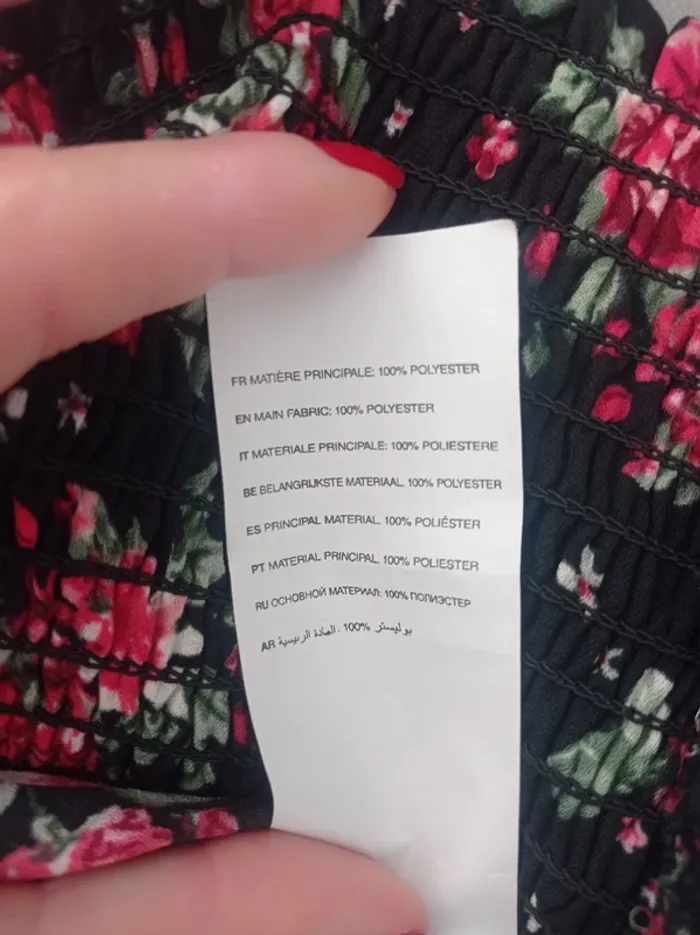 FR MATIÈRE PRINCIPALE: 100% POLYESTER
EN MAIN FABRIC: 100% POLYESTER
IT MATERIALE PRINCIPALE: 100% POLIESTERE
BE BELANGRIJKSTE MATERIAAL. 100% POLYESTER
ES PRINCIPAL MATERIAL. 100% POLIÉSTER
PT MATERIAL PRINCIPAL. 100% POLIESTER
RU ОСНОВНОЙ МАТЕРИАЛ: 100% ПОЛИЭСТЕР
AR بوليستر 100% . المادة الرئيسية